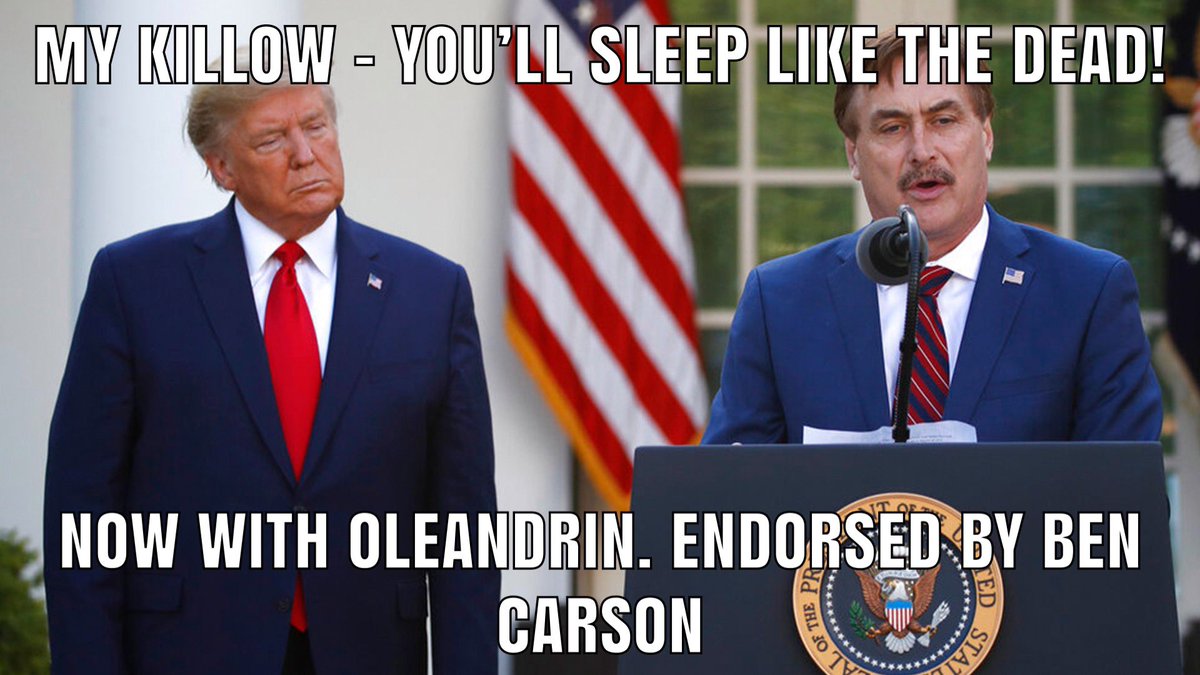 MY KILLOW - YOU'LL SLEEP LIKE THE DEAD!
NOW WITH OLEANDRIN. ENDORSED BY BEN
CARSON